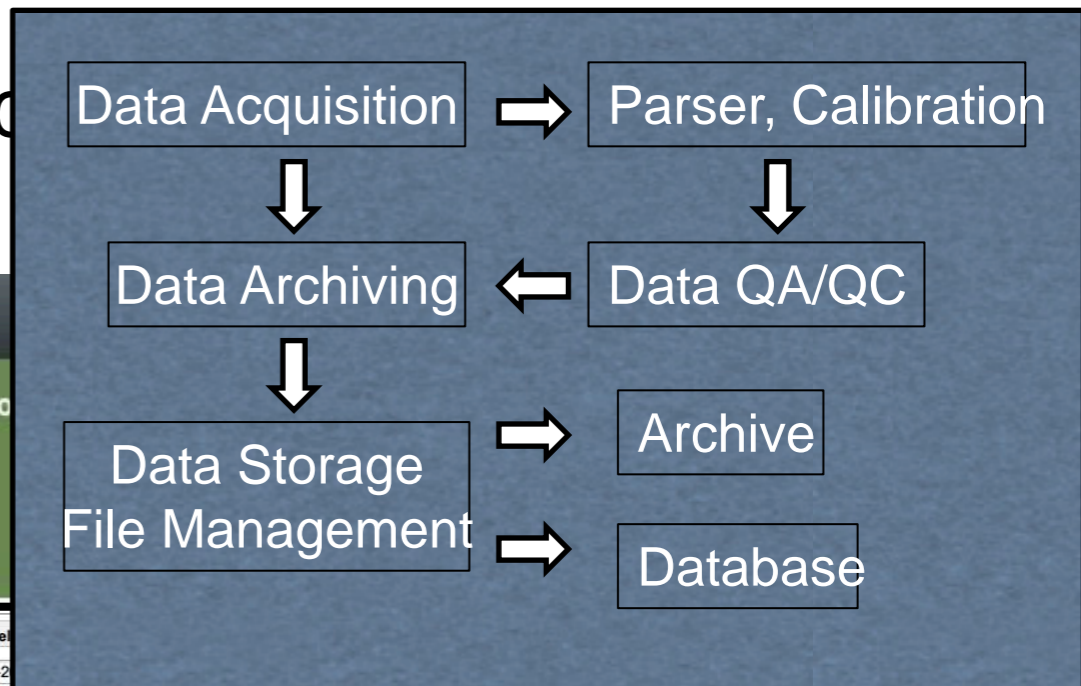 Data Acquisition
Parser, Calibration
Data Archiving
Data QA/QC
Data Storage
File Management
Archive
Database